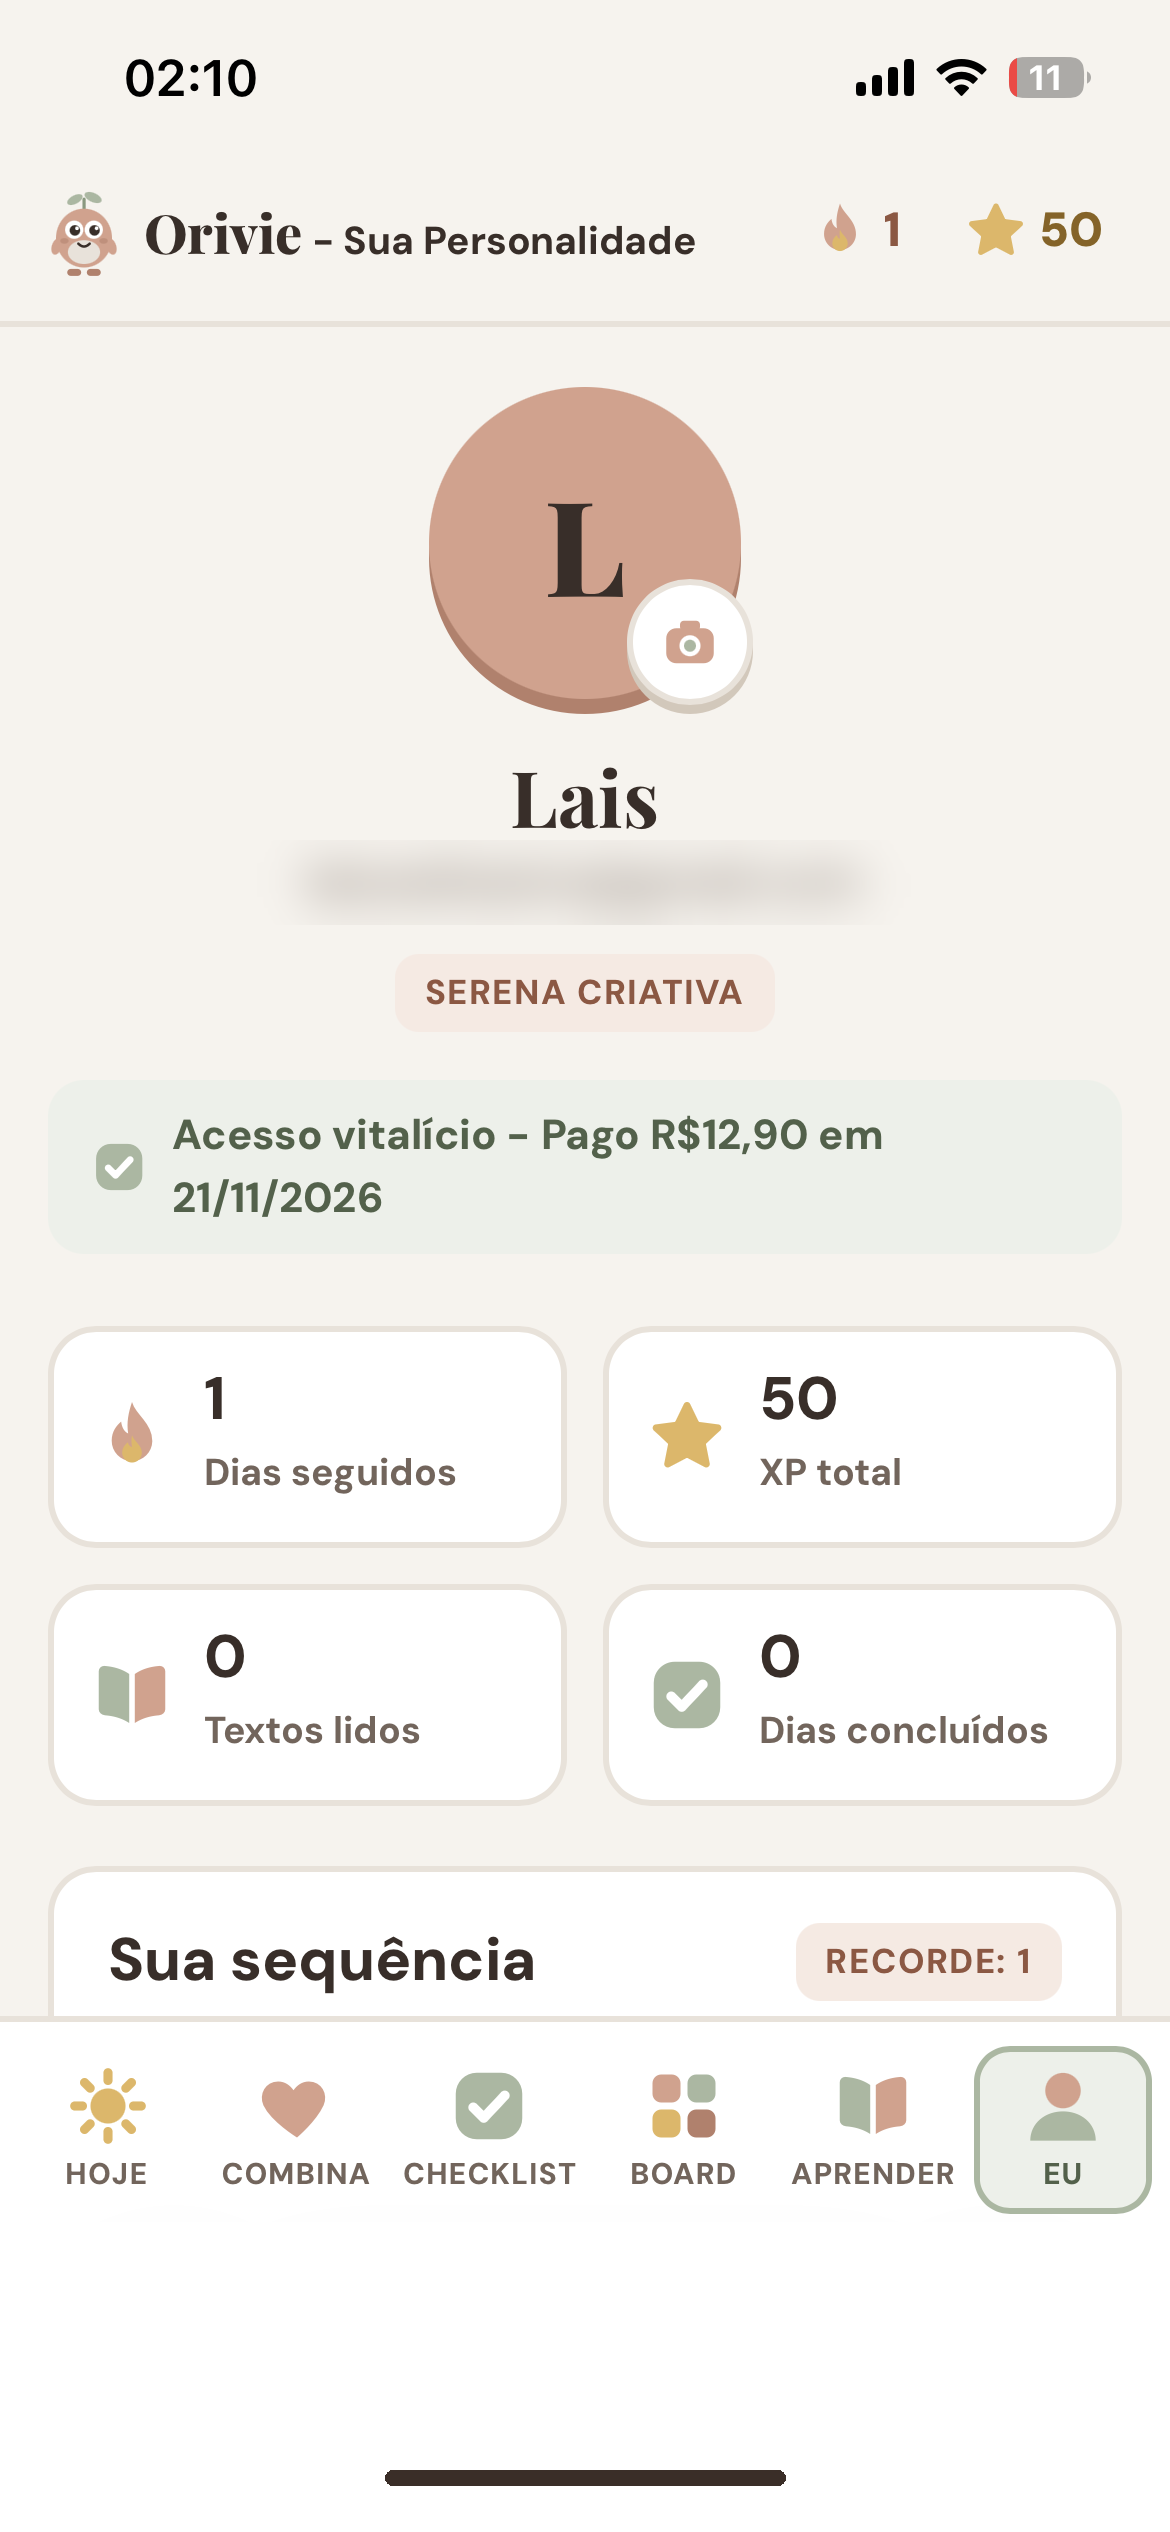 02:10
11
Orivie - Sua Personalidade
1
50
L
Lais
SERENA CRIATIVA
Acesso vitalício - Pago R$12,90 em
21/11/2026
1
Dias seguidos
50
XP total
0
Textos lidos
0
Dias concluídos
Sua sequência
RECORDE: 1
HOJE
COMBINA
CHECKLIST
BOARD
APRENDER
EU